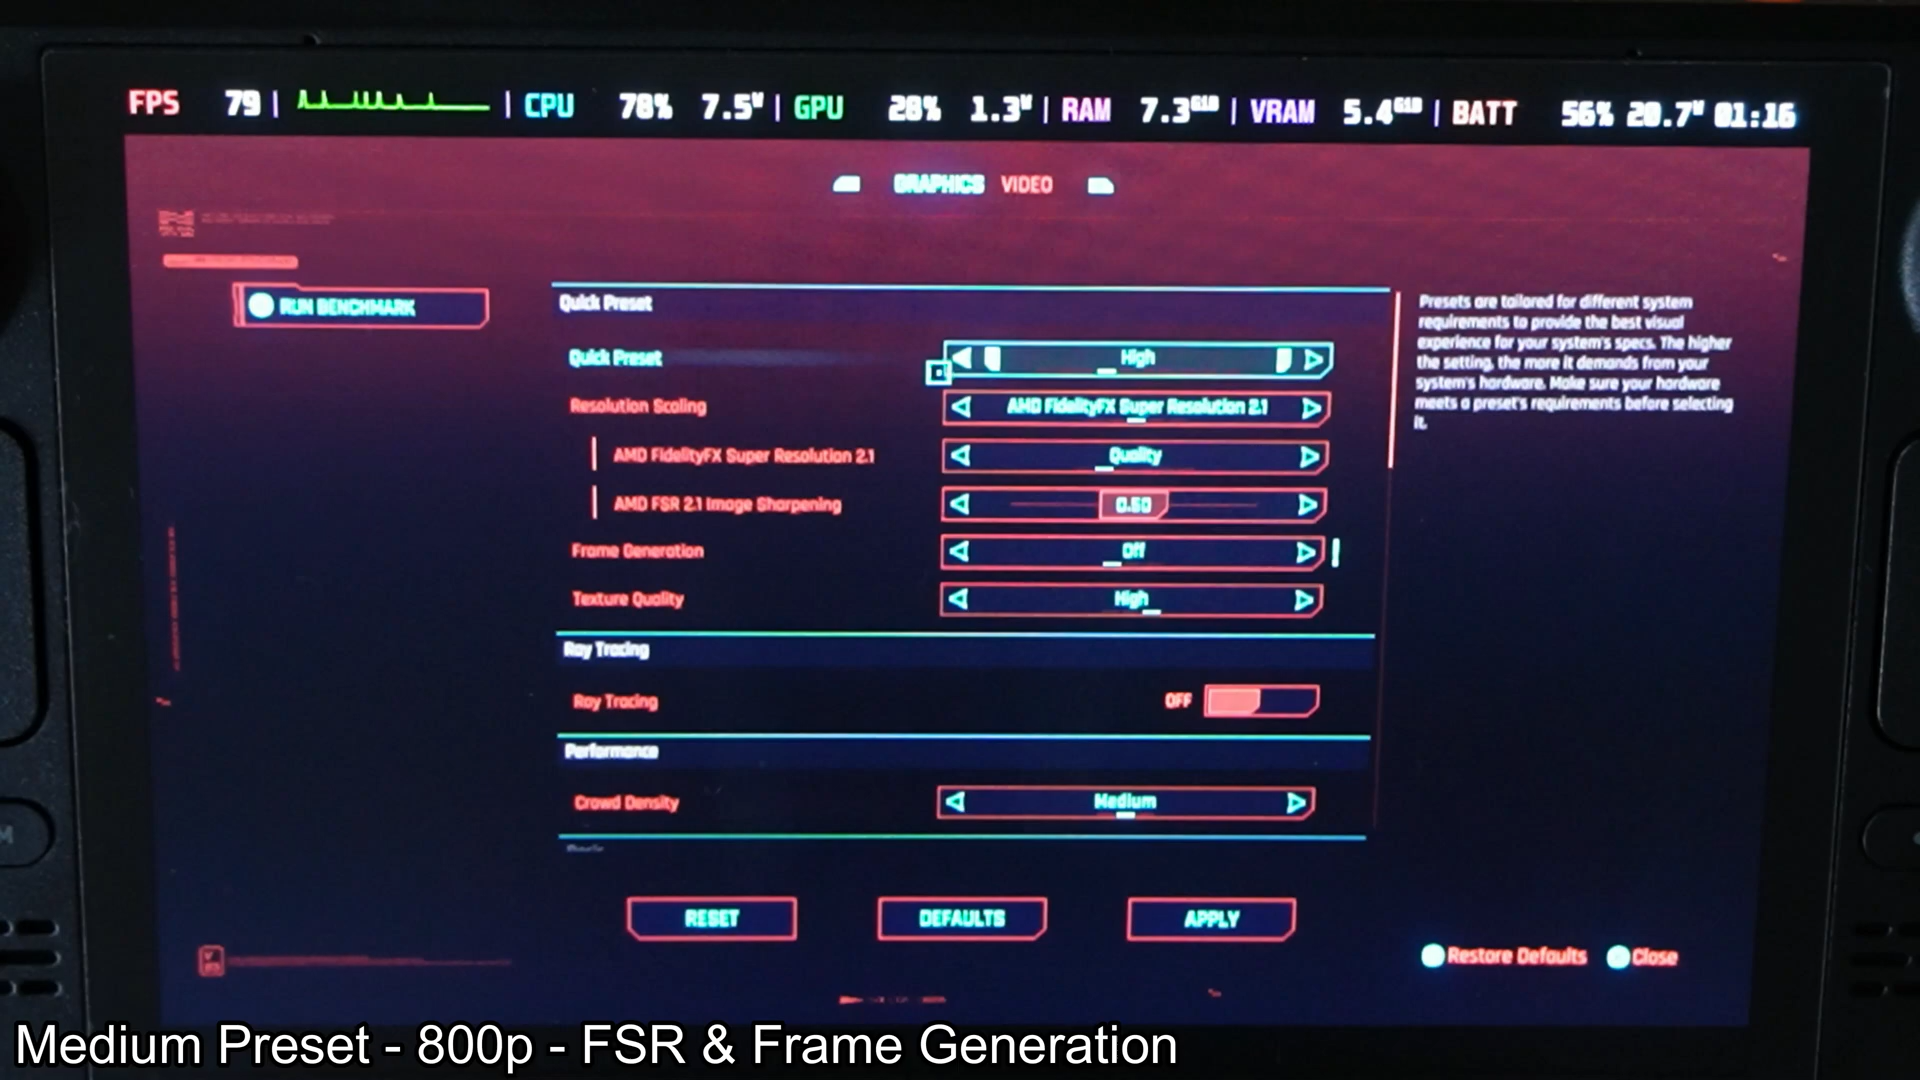 FPS 79 | CPU 78% 7.5W | GPU 28% 1.3W | RAM 7.3GiB | VRAM 5.4GiB | BATT 56% 20.7W 01:16
GRAPHICS VIDEO
RUN BENCHMARK
Quick Preset
Quick Preset High
Resolution Scaling AMD FidelityFX Super Resolution 2.1
AMD FidelityFX Super Resolution 2.1 Quality
AMD FSR 2.1 Image Sharpening 0.50
Frame Generation Off
Texture Quality High
Ray Tracing
Ray Tracing OFF
Performance
Crowd Density Medium
Presets are tailored for different system
requirements to provide the best visual
experience for your system's specs. The higher
the setting, the more it demands from your
system's hardware. Make sure your hardware
meets a preset's requirements before selecting
it.
RESET DEFAULTS APPLY
Restore Defaults Close
Medium Preset - 800p - FSR & Frame Generation